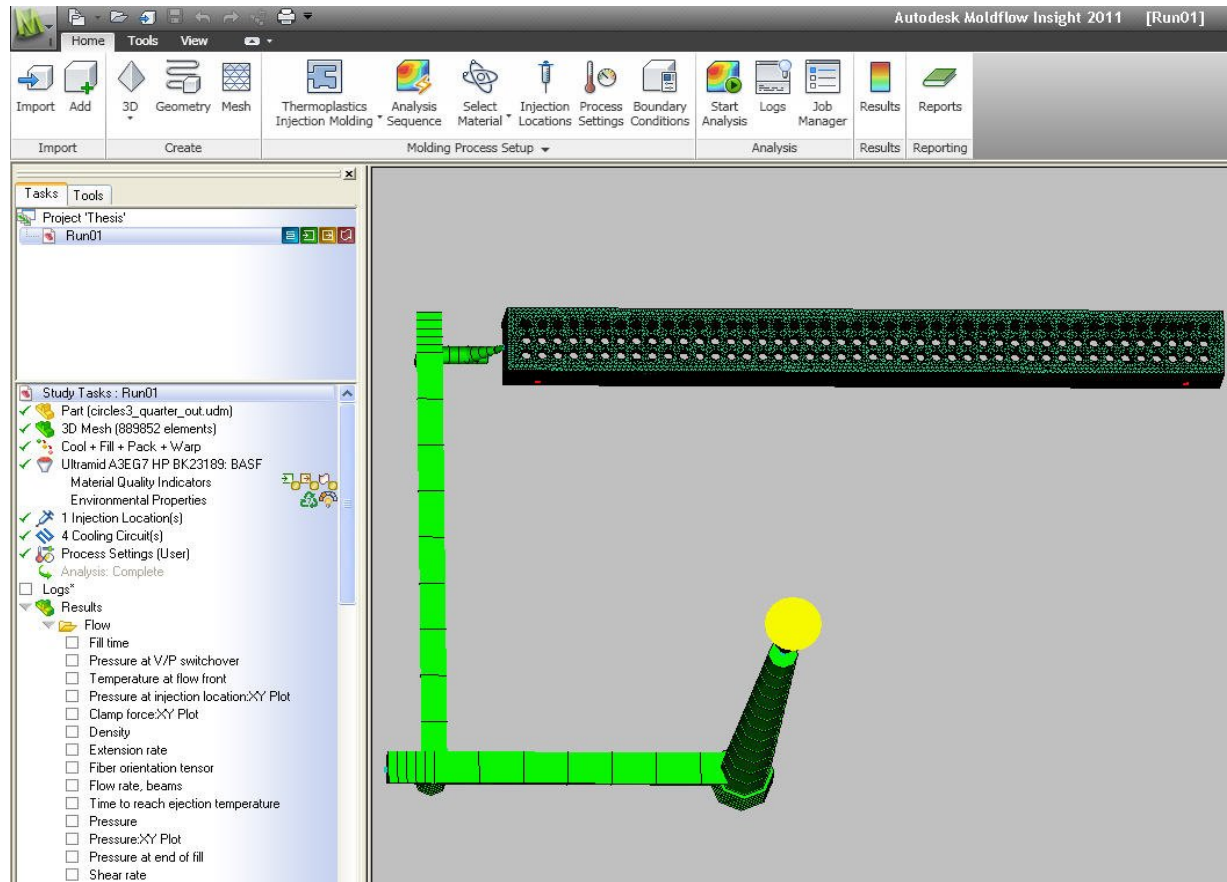 Autodesk Moldflow Insight 2011 [Run01]
Home Tools View
Import Add 3D Geometry Mesh Thermoplastics Injection Molding Analysis Sequence Select Material Injection Locations Process Settings Boundary Conditions Start Analysis Logs Job Manager Results Reports
Import Create Molding Process Setup Analysis Results Reporting
Tasks Tools
Project 'Thesis'
Run01
Study Tasks : Run01
Part (circles3_quarter_out.udm)
3D Mesh (889852 elements)
Cool + Fill + Pack + Warp
Ultramid A3EG7 HP BK23189: BASF
Material Quality Indicators
Environmental Properties
1 Injection Location(s)
4 Cooling Circuit(s)
Process Settings (User)
Analysis: Complete
Logs*
Results
Flow
Fill time
Pressure at V/P switchover
Temperature at flow front
Pressure at injection location:XY Plot
Clamp force:XY Plot
Density
Extension rate
Fiber orientation tensor
Flow rate, beams
Time to reach ejection temperature
Pressure
Pressure:XY Plot
Pressure at end of fill
Shear rate